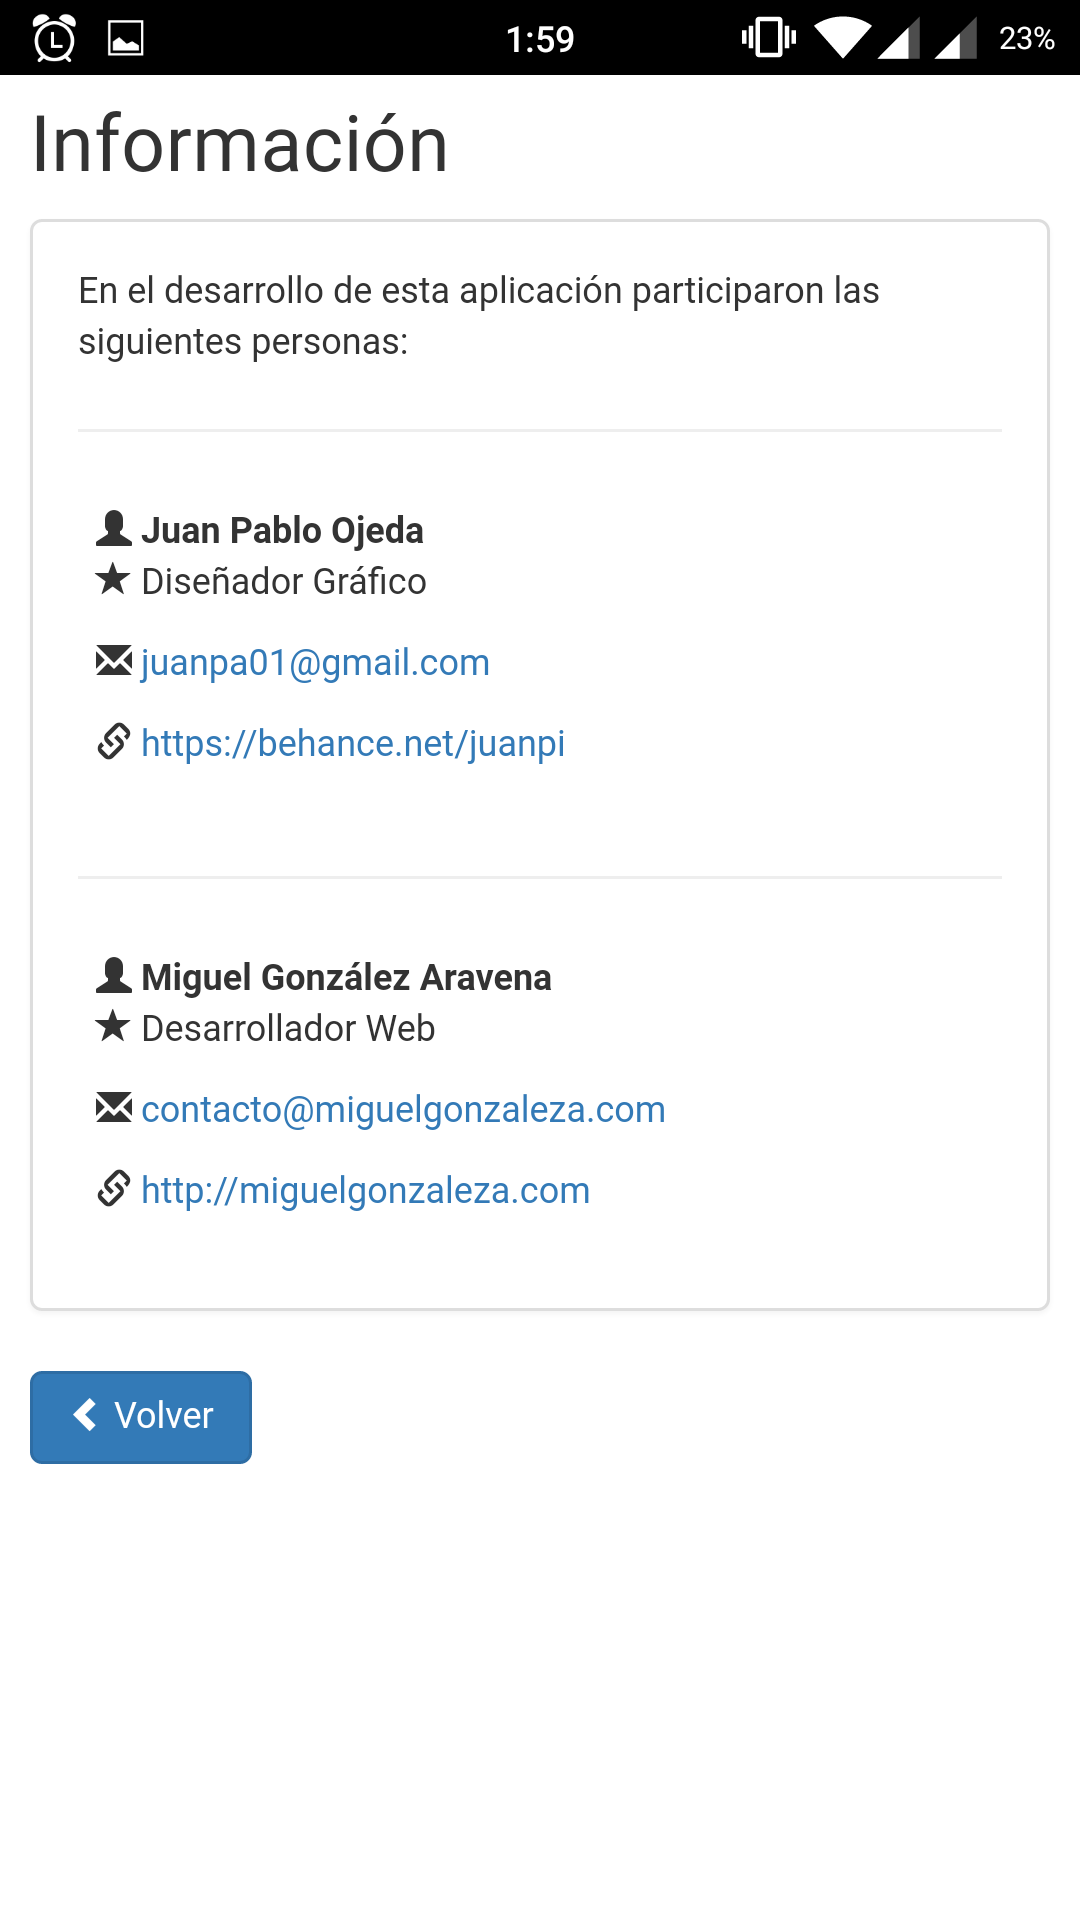 1:59
23%
Información
En el desarrollo de esta aplicación participaron las
siguientes personas:
Juan Pablo Ojeda
Diseñador Gráfico
juanpa01@gmail.com
https://behance.net/juanpi
Miguel González Aravena
Desarrollador Web
contacto@miguelgonzaleza.com
http://miguelgonzaleza.com
Volver